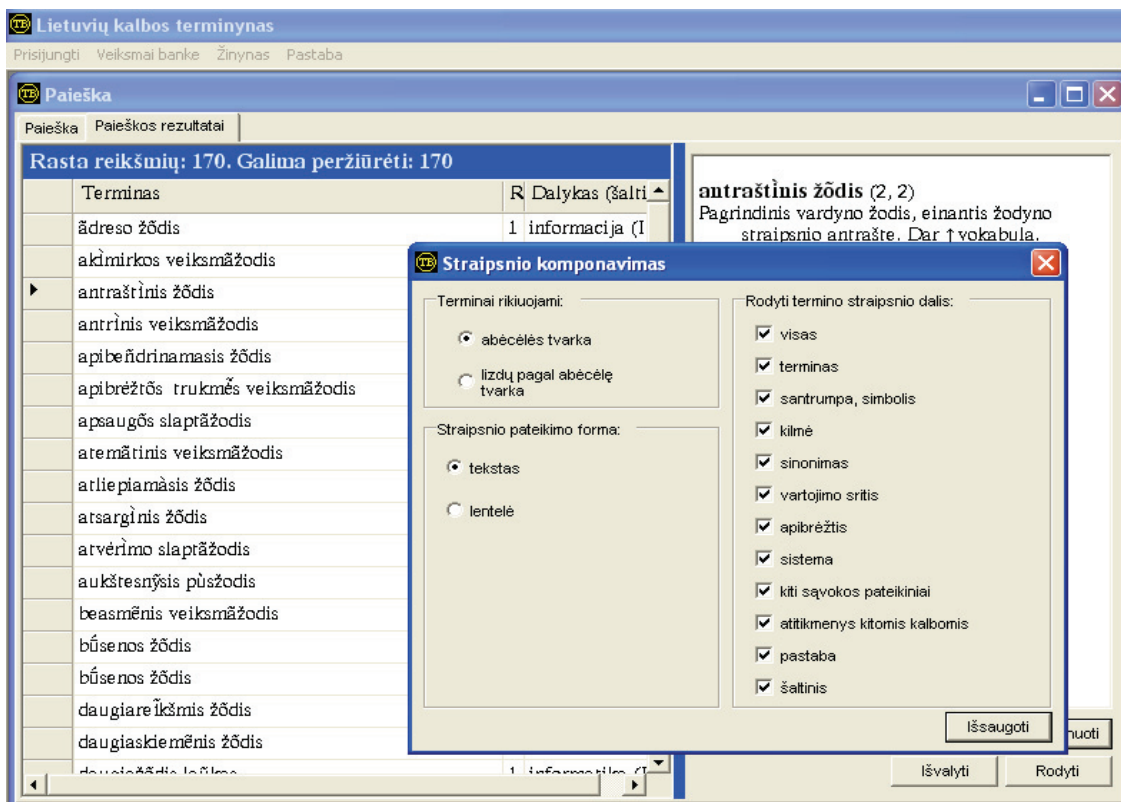 Lietuvių kalbos terminynas
Prisijungti Veiksmai banke Žinynas Pastaba
Paieška
Paieška Paieškos rezultatai
Rasta reikšmių: 170. Galima peržiūrėti: 170
Terminas R Dalykas (šalti
ãdreso žõdis 1 informacija (I
akìmirkos veiksmãžodis
antraštìnis žõdis
antrìnis veiksmãžodis
apibeñdrinamasis žõdis
apibrėžtõs trukmė̃s veiksmãžodis
apsaugõs slaptãžodis
atemãtinis veiksmãžodis
atliepiamàsis žõdis
atsargìnis žõdis
atvėrìmo slaptãžodis
aukštesnỹsis pùsžodis
beasmẽnis veiksmãžodis
bū́senos žõdis
bū́senos žõdis
daugiareĩkšmis žõdis
daugiaskiemẽnis žõdis
antraštìnis žõdis (2, 2)
Pagrindinis vardyno žodis, einantis žodyno
straipsnio antrašte. Dar ↑ vokabula.
Straipsnio komponavimas
Terminai rikiuojami:
abėcėlės tvarka
lizdų pagal abėcėlę
tvarka
Straipsnio pateikimo forma:
tekstas
lentelė
Rodyti termino straipsnio dalis:
visas
terminas
santrumpa, simbolis
kilmė
sinonimas
vartojimo sritis
apibrėžtis
sistema
kiti sąvokos pateikiniai
atitikmenys kitomis kalbomis
pastaba
šaltinis
Išsaugoti
nuoti
Išvalyti Rodyti